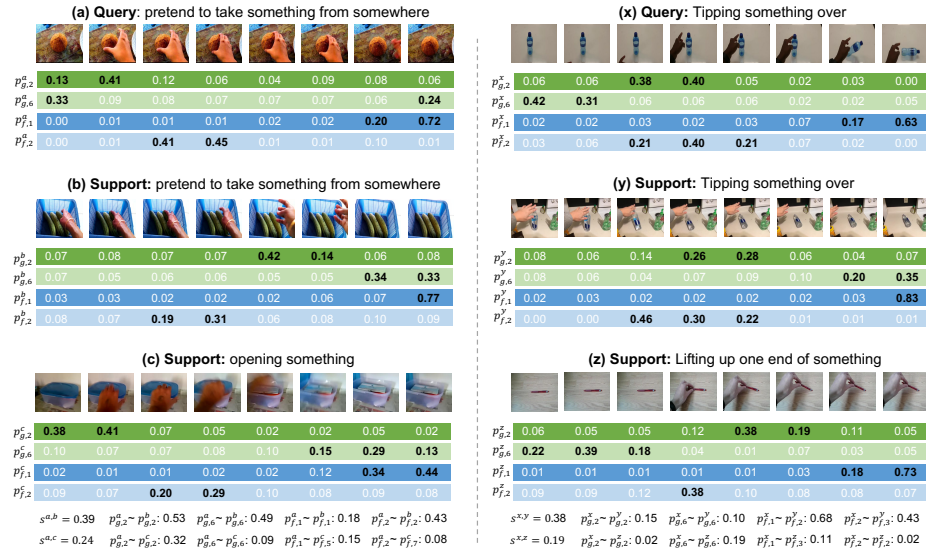 (a) Query: pretend to take something from somewhere
p^a_{g,2} 0.13 0.41 0.12 0.06 0.04 0.09 0.08 0.06
p^a_{g,6} 0.33 0.09 0.08 0.07 0.07 0.06 0.06 0.24
p^a_{f,1} 0.00 0.01 0.01 0.01 0.02 0.02 0.20 0.72
p^a_{f,2} 0.00 0.01 0.41 0.45 0.01 0.01 0.10 0.01
(b) Support: pretend to take something from somewhere
p^b_{g,2} 0.07 0.08 0.07 0.07 0.42 0.14 0.06 0.08
p^b_{g,6} 0.07 0.05 0.06 0.06 0.05 0.05 0.34 0.33
p^b_{f,1} 0.03 0.03 0.02 0.01 0.02 0.06 0.07 0.77
p^b_{f,2} 0.08 0.07 0.19 0.31 0.06 0.08 0.10 0.09
(c) Support: opening something
p^c_{g,2} 0.38 0.41 0.07 0.05 0.02 0.02 0.05 0.02
p^c_{g,6} 0.10 0.07 0.07 0.08 0.10 0.15 0.29 0.13
p^c_{f,1} 0.02 0.01 0.01 0.02 0.02 0.12 0.34 0.44
p^c_{f,2} 0.09 0.07 0.20 0.29 0.10 0.08 0.09 0.08
s^{a,b} = 0.39 p^a_{g,2}~ p^b_{g,2}: 0.53 p^a_{g,6}~ p^b_{g,6}: 0.49 p^a_{f,1}~ p^b_{f,1}: 0.18 p^a_{f,2}~ p^b_{f,2}: 0.43
s^{a,c} = 0.24 p^a_{g,2}~ p^c_{g,2}: 0.32 p^a_{g,6}~ p^c_{g,6}: 0.09 p^a_{f,1}~ p^c_{f,5}: 0.15 p^a_{f,2}~ p^c_{f,7}: 0.08
(x) Query: Tipping something over
p^x_{g,2} 0.06 0.06 0.38 0.40 0.05 0.02 0.03 0.00
p^x_{g,6} 0.42 0.31 0.06 0.06 0.06 0.02 0.02 0.05
p^x_{f,1} 0.02 0.02 0.03 0.02 0.03 0.07 0.17 0.63
p^x_{f,2} 0.03 0.06 0.21 0.40 0.21 0.07 0.02 0.00
(y) Support: Tipping something over
p^y_{g,2} 0.08 0.06 0.14 0.26 0.28 0.06 0.04 0.07
p^y_{g,6} 0.06 0.08 0.04 0.07 0.09 0.10 0.20 0.35
p^y_{f,1} 0.02 0.03 0.02 0.02 0.02 0.02 0.03 0.83
p^y_{f,2} 0.00 0.00 0.46 0.30 0.22 0.01 0.01 0.01
(z) Support: Lifting up one end of something
p^z_{g,2} 0.06 0.05 0.05 0.12 0.38 0.19 0.11 0.05
p^z_{g,6} 0.22 0.39 0.18 0.04 0.01 0.07 0.03 0.05
p^z_{f,1} 0.01 0.01 0.01 0.01 0.01 0.03 0.18 0.73
p^z_{f,2} 0.09 0.09 0.12 0.38 0.10 0.08 0.08 0.07
s^{x,y} = 0.38 p^x_{g,2}~ p^y_{g,2}: 0.15 p^x_{g,6}~ p^y_{g,6}: 0.10 p^x_{f,1}~ p^y_{f,1}: 0.68 p^x_{f,2}~ p^y_{f,3}: 0.43
s^{x,z} = 0.19 p^x_{g,2}~ p^z_{g,2}: 0.02 p^x_{g,6}~ p^z_{g,6}: 0.19 p^x_{f,1}~ p^z_{f,3}: 0.11 p^z_{f,2}~ p^z_{f,2}: 0.02